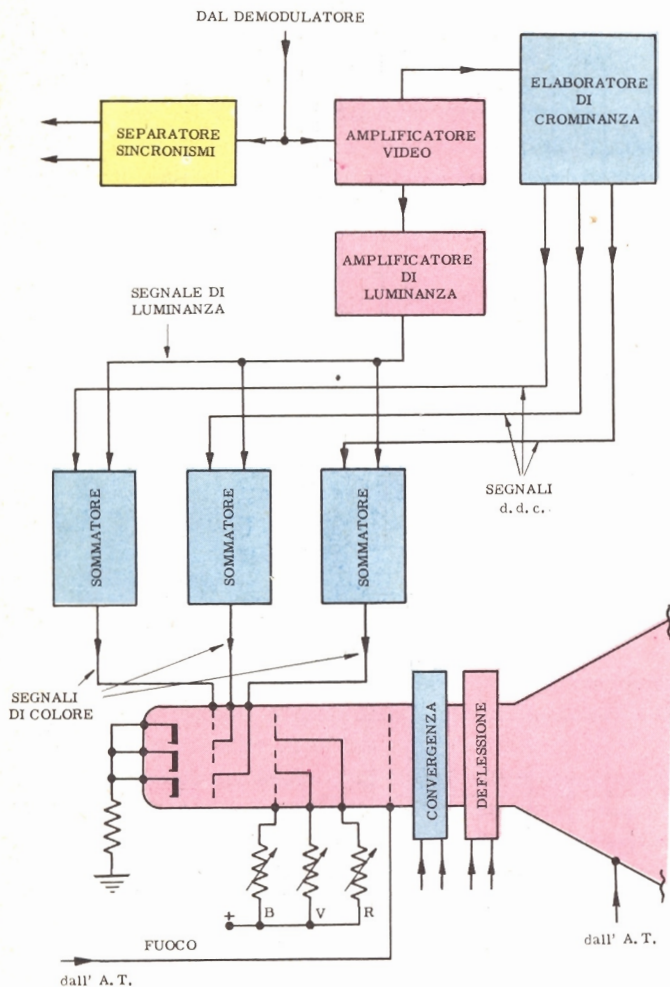 DAL DEMODULATORE
SEPARATORE
SINCRONISMI
AMPLIFICATORE
VIDEO
ELABORATORE
DI
CROMINANZA
AMPLIFICATORE
DI
LUMINANZA
SEGNALE DI
LUMINANZA
SEGNALI
d. d. c.
SOMMATORE
SOMMATORE
SOMMATORE
SEGNALI
DI COLORE
CONVERGENZA
DEFLESSIONE
+
B
V
R
FUOCO
dall' A. T.
dall' A. T.